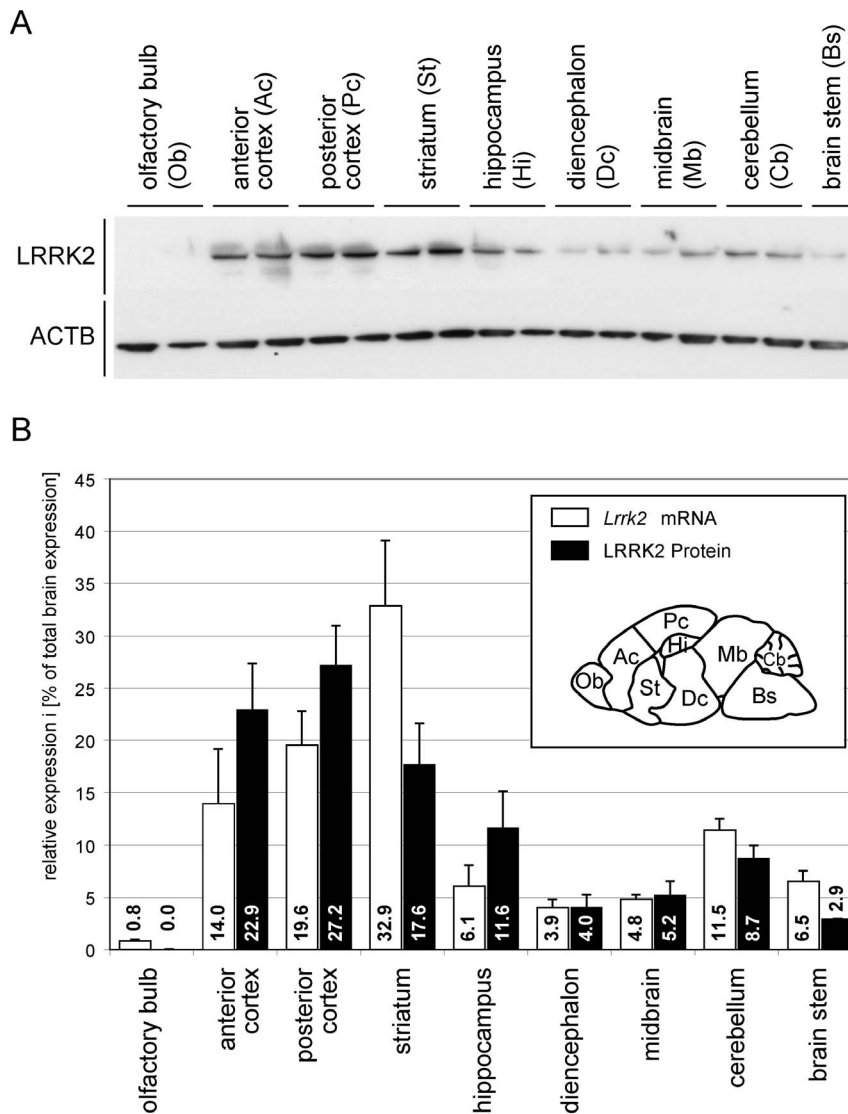 A
olfactory bulb
(Ob)
anterior
cortex (Ac)
posterior
cortex (Pc)
striatum (St)
hippocampus
(Hi)
diencephalon
(Dc)
midbrain
(Mb)
cerebellum
(Cb)
brain stem (Bs)
LRRK2
ACTB
B
relative expression i [% of total brain expression]
45
40
35
30
25
20
15
10
5
0
Lrrk2 mRNA
LRRK2 Protein
Pc
Hi
Ac
Mb
Cb
Ob
St
Dc
Bs
0.8
0.0
14.0
22.9
19.6
27.2
32.9
17.6
6.1
11.6
3.9
4.0
4.8
5.2
11.5
8.7
6.5
2.9
olfactory bulb
anterior
cortex
posterior
cortex
striatum
hippocampus
diencephalon
midbrain
cerebellum
brain stem